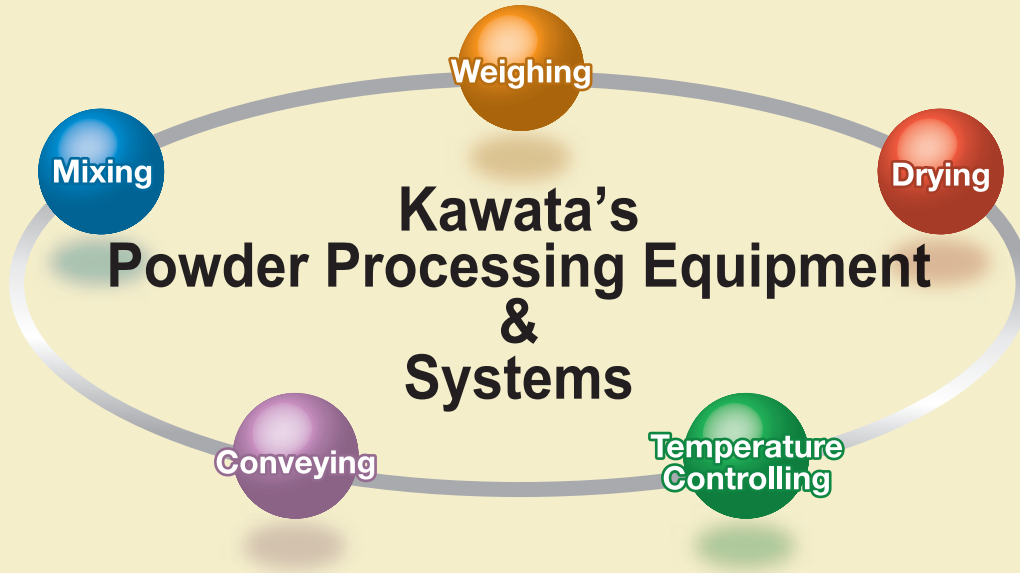 Weighing
Mixing
Drying
Kawata’s
Powder Processing Equipment
&
Systems
Conveying
Temperature
Controlling